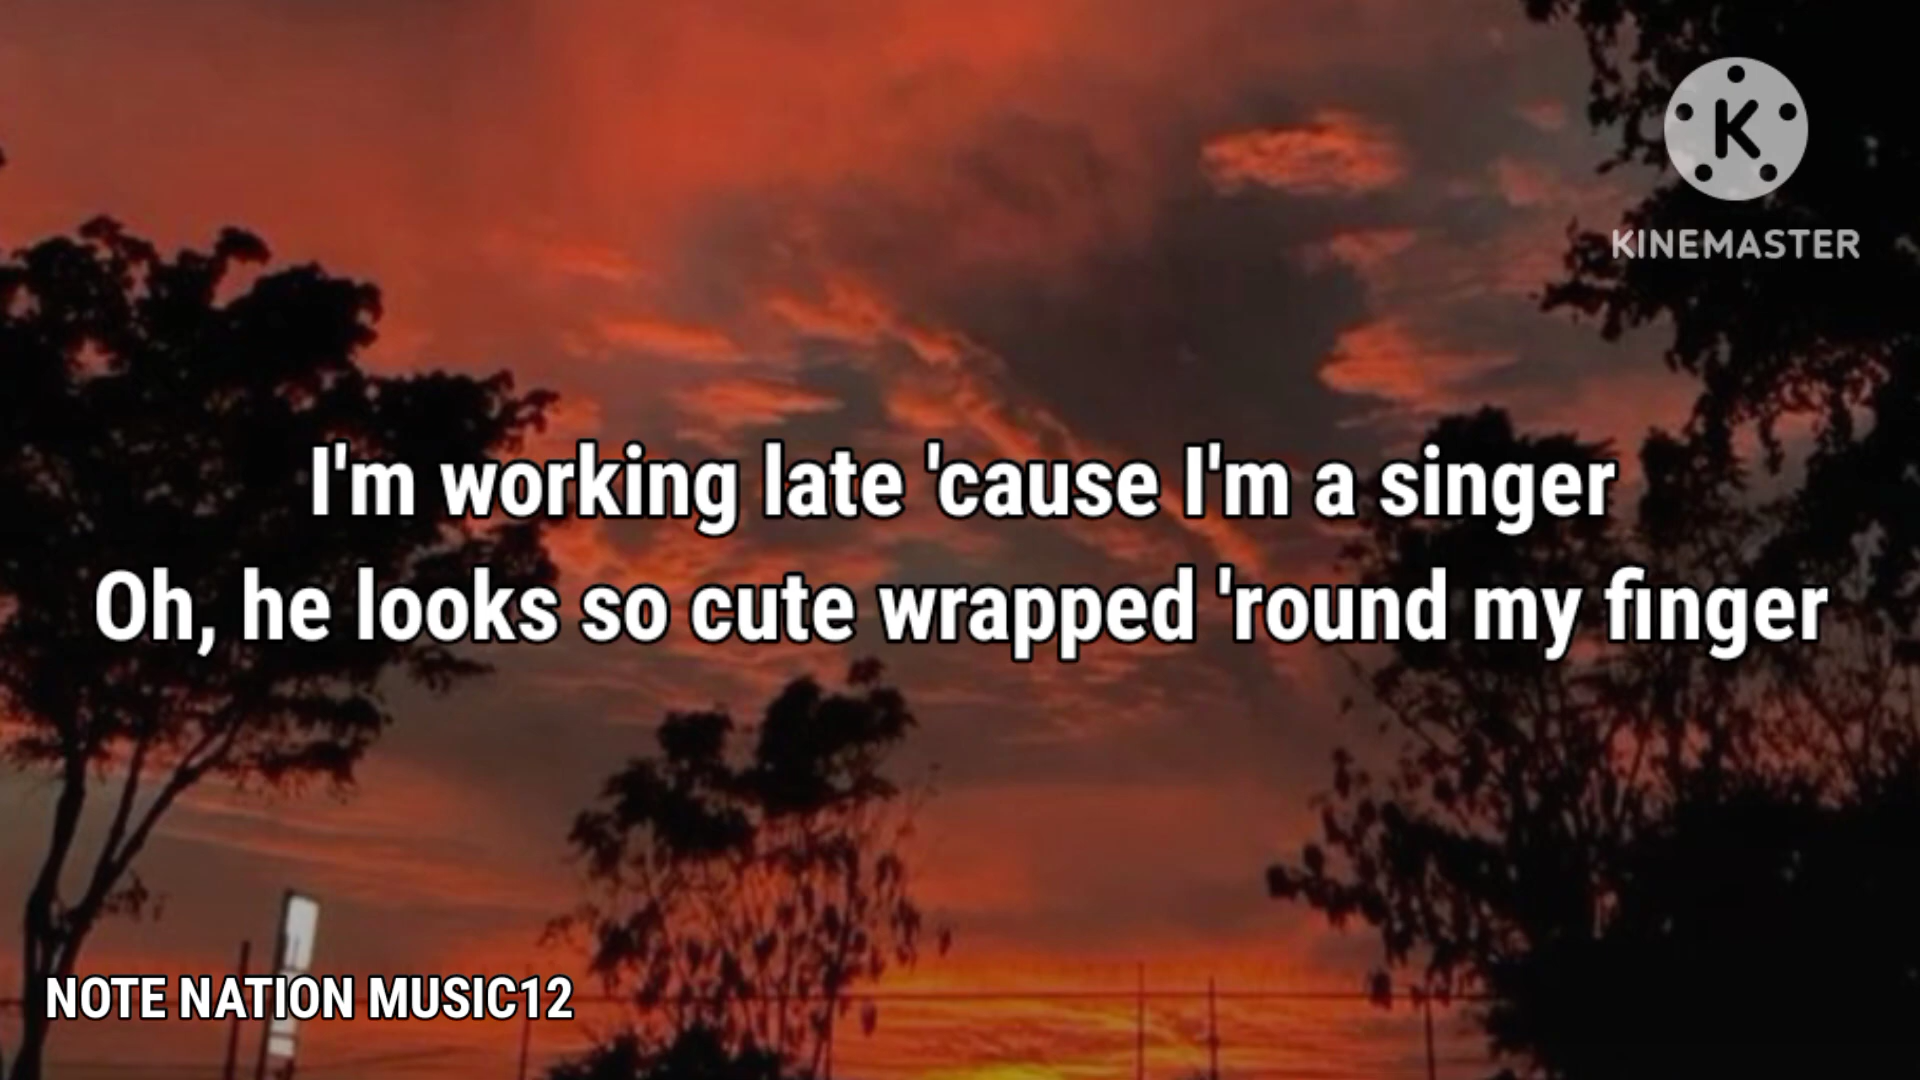 K
KINEMASTER
I'm working late 'cause I'm a singer
Oh, he looks so cute wrapped 'round my finger
NOTE NATION MUSIC12